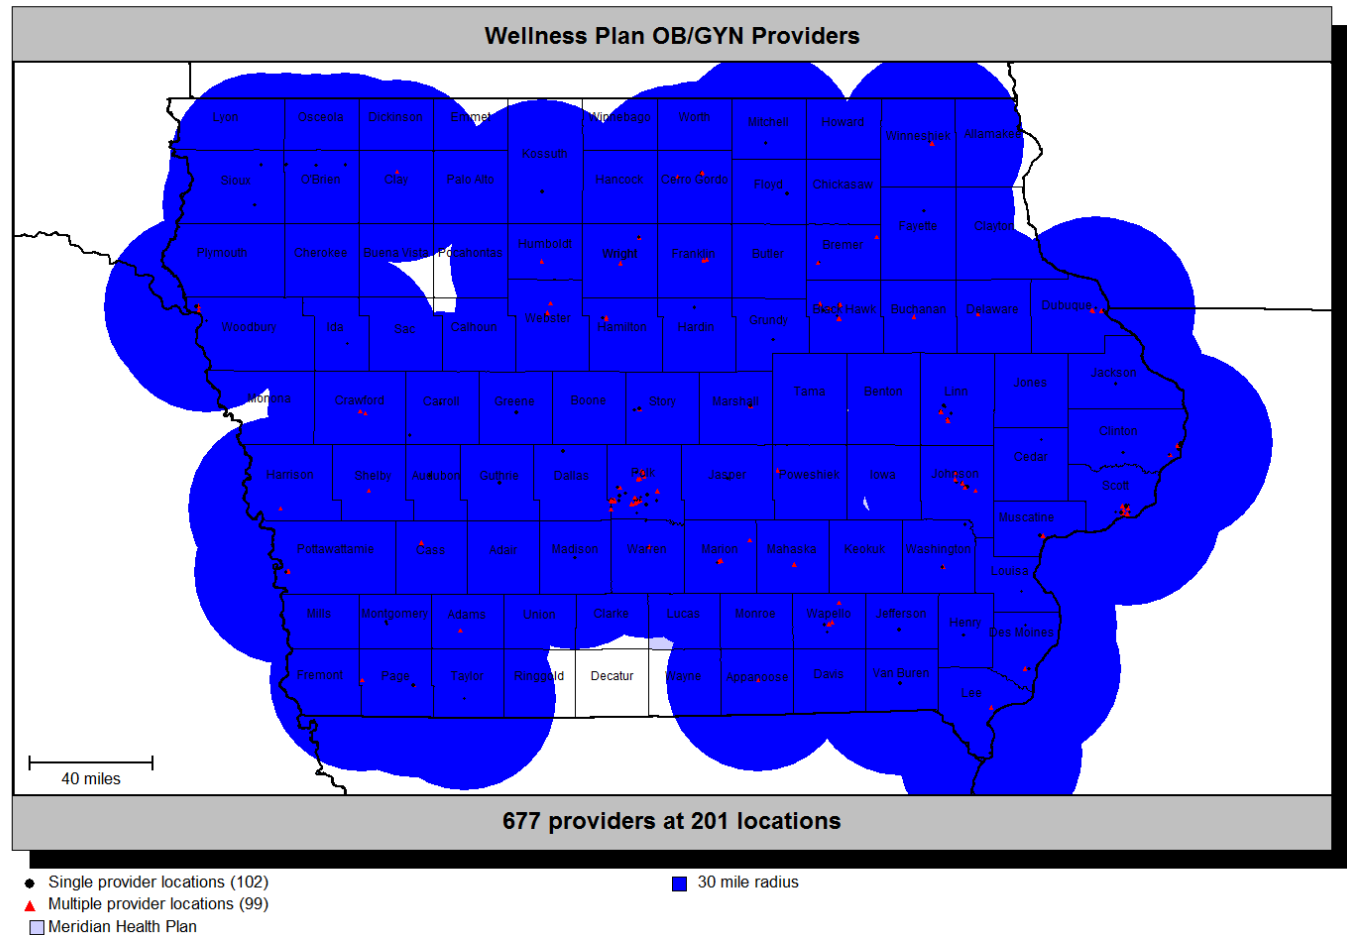 Wellness Plan OB/GYN Providers
Lyon Osceola Dickinson Emmet Winnebago Worth Mitchell Howard Winneshiek Allamakee
Kossuth
Sioux O'Brien Clay Palo Alto Hancock Cerro Gordo Floyd Chickasaw
Fayette Clayton
Plymouth Cherokee Buena Vista Pocahontas Humboldt Wright Franklin Butler Bremer
Woodbury Ida Sac Calhoun Webster Hamilton Hardin Grundy Black Hawk Buchanan Delaware Dubuque
Monona Crawford Carroll Greene Boone Story Marshall Tama Benton Linn Jones Jackson
Clinton
Harrison Shelby Audubon Guthrie Dallas Polk Jasper Poweshiek Iowa Johnson Cedar
Scott
Muscatine
Pottawattamie Cass Adair Madison Warren Marion Mahaska Keokuk Washington
Louisa
Mills Montgomery Adams Union Clarke Lucas Monroe Wapello Jefferson Henry Des Moines
Fremont Page Taylor Ringgold Decatur Wayne Appanoose Davis Van Buren Lee
40 miles
677 providers at 201 locations
Single provider locations (102)
30 mile radius
Multiple provider locations (99)
Meridian Health Plan